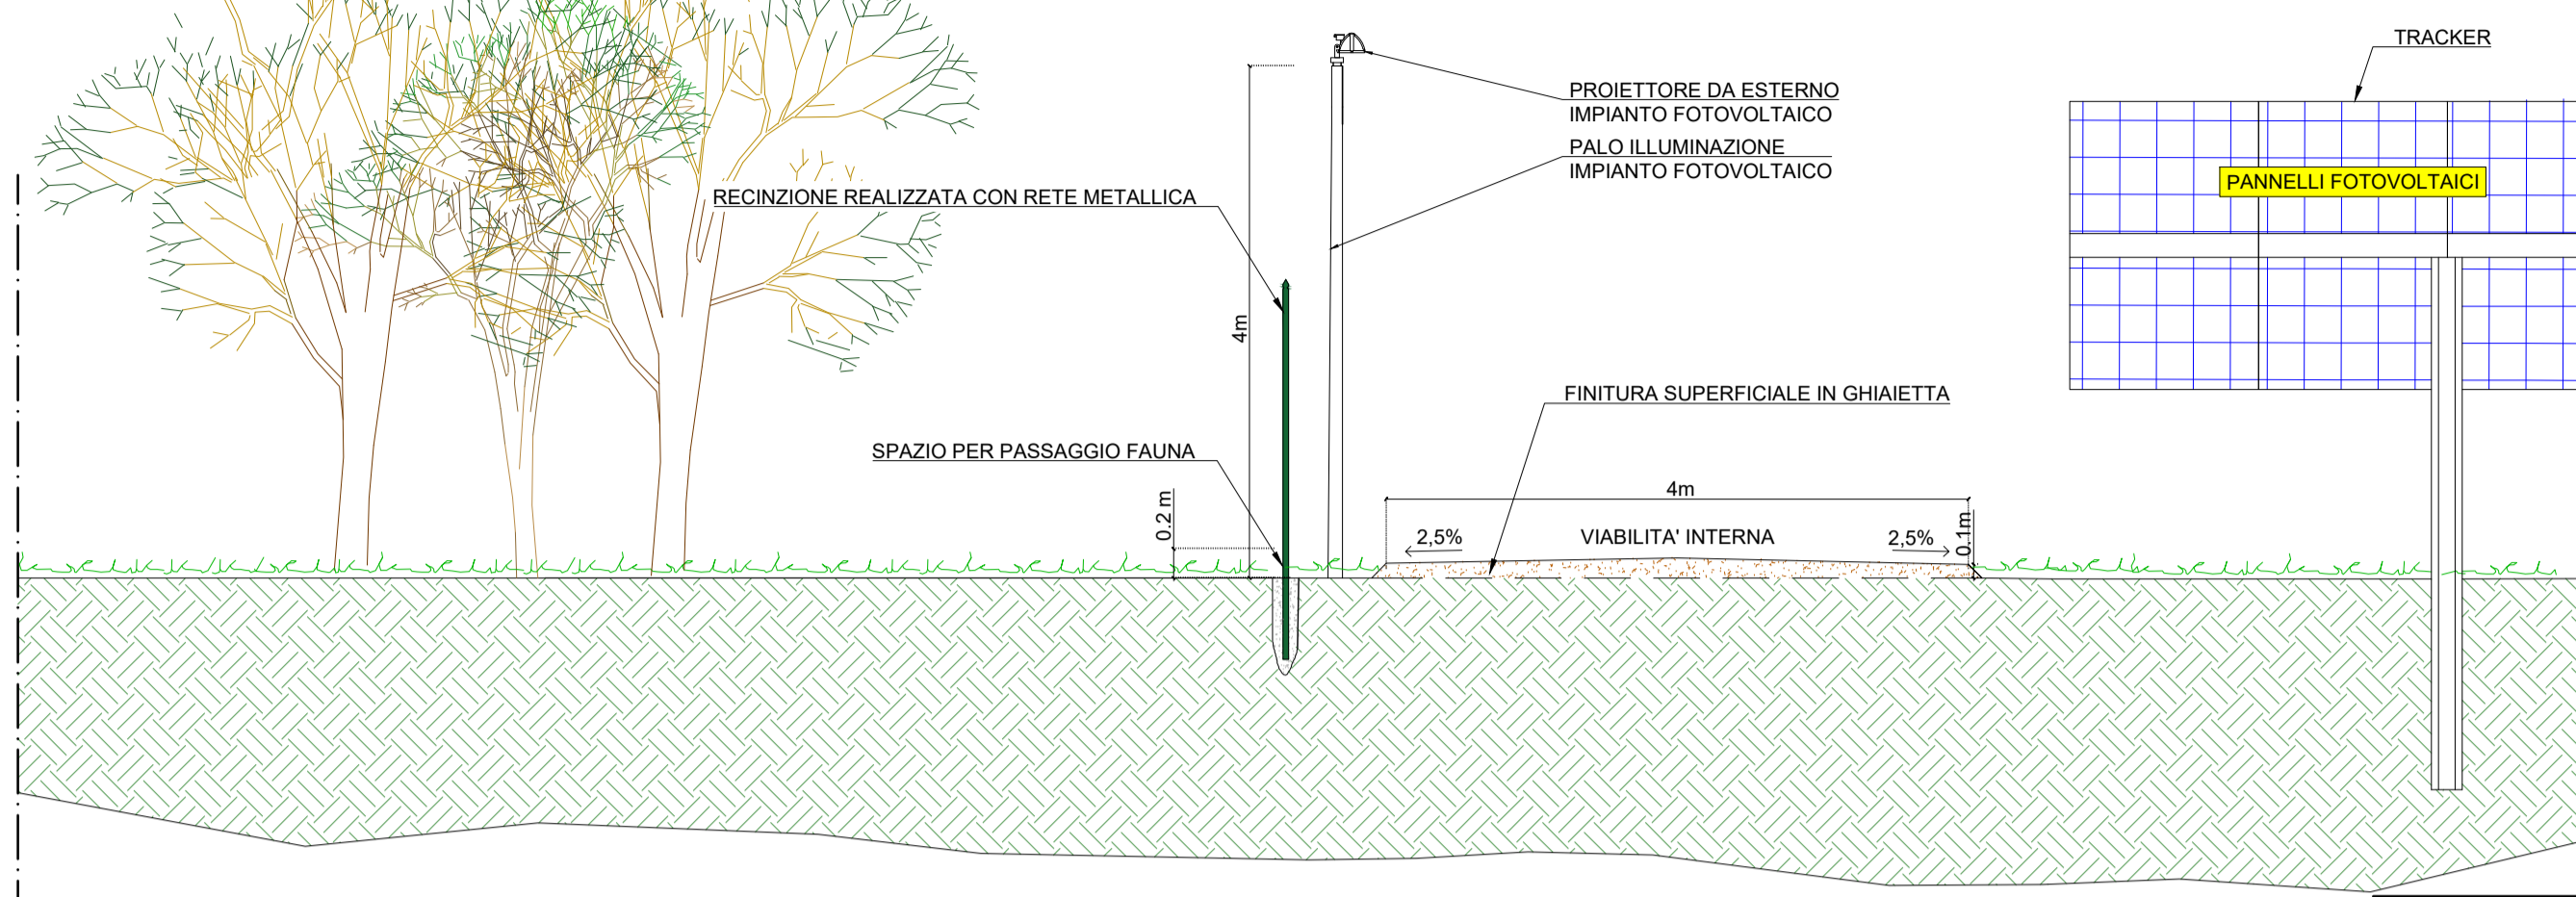 TRACKER
PROIETTORE DA ESTERNO
IMPIANTO FOTOVOLTAICO
PALO ILLUMINAZIONE
IMPIANTO FOTOVOLTAICO
PANNELLI FOTOVOLTAICI
RECINZIONE REALIZZATA CON RETE METALLICA
4m
FINITURA SUPERFICIALE IN GHIAIETTA
SPAZIO PER PASSAGGIO FAUNA
4m
0.2 m
2,5%
VIABILITA' INTERNA
2,5%
0.1m